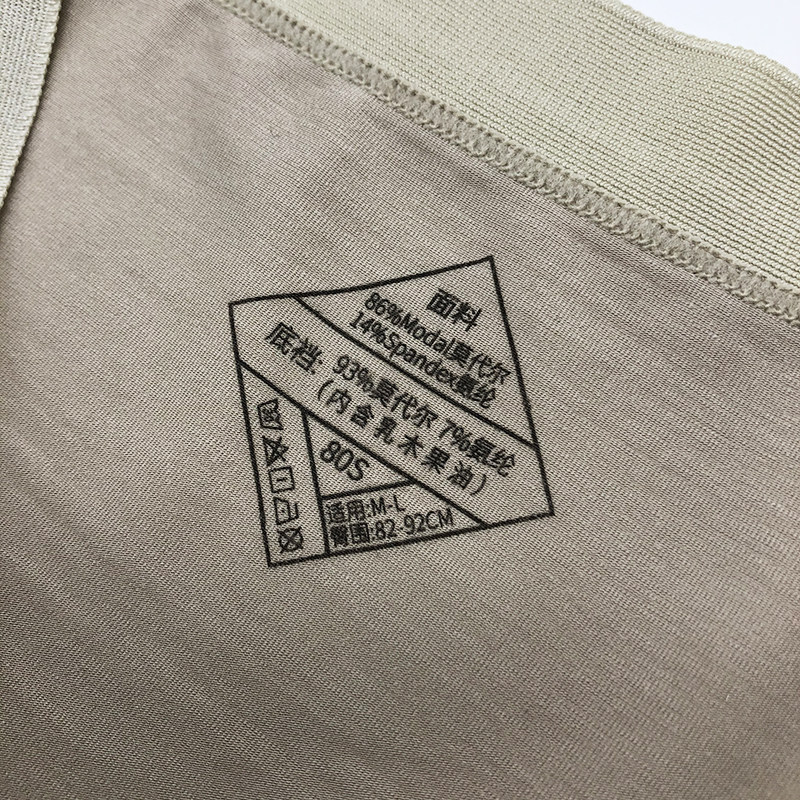 面料
86%Modal莫代尔
14%Spandex氨纶
底裆: 93%莫代尔 7%氨纶
(内含乳木果油)
80S
适用:M-L
臀围:82-92CM